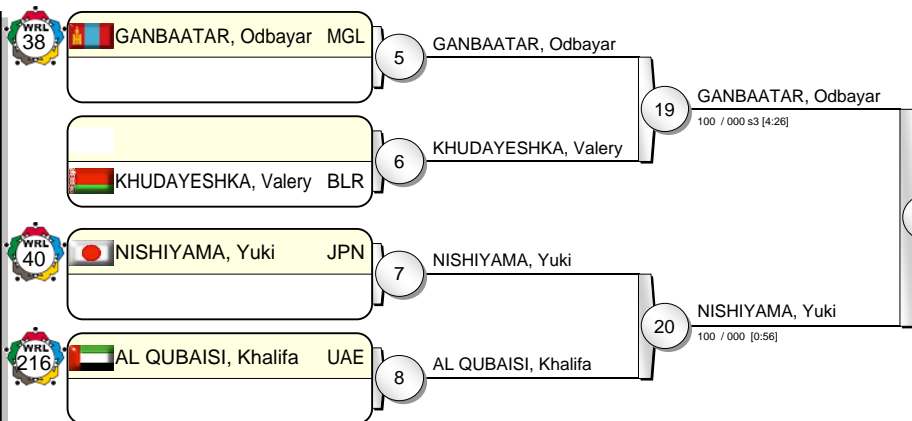 WRL
38
GANBAATAR, Odbayar MGL
5
GANBAATAR, Odbayar
19
GANBAATAR, Odbayar
100 / 000 s3 [4:26]
6
KHUDAYESHKA, Valery
KHUDAYESHKA, Valery BLR
WRL
40
NISHIYAMA, Yuki JPN
7
NISHIYAMA, Yuki
20
NISHIYAMA, Yuki
100 / 000 [0:56]
WRL
216
AL QUBAISI, Khalifa UAE
8
AL QUBAISI, Khalifa